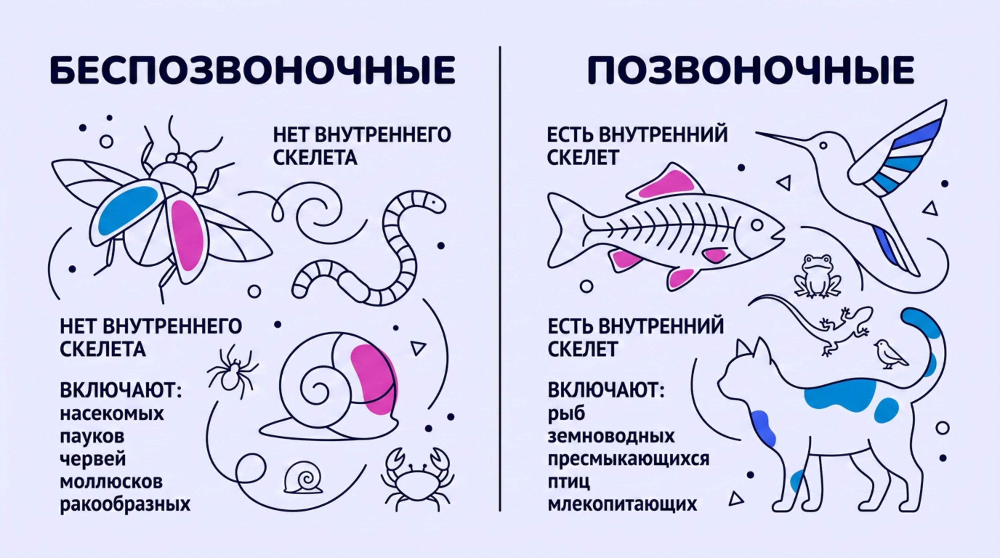 БЕСПОЗВОНОЧНЫЕ
НЕТ ВНУТРЕННЕГО
СКЕЛЕТА
НЕТ ВНУТРЕННЕГО
СКЕЛЕТА
ВКЛЮЧАЮТ:
насекомых
пауков
червей
моллюсков
ракообразных
ПОЗВОНОЧНЫЕ
ЕСТЬ ВНУТРЕННИЙ
СКЕЛЕТ
ЕСТЬ ВНУТРЕННИЙ
СКЕЛЕТ
ВКЛЮЧАЮТ:
рыб
земноводных
пресмыкающихся
птиц
млекопитающих